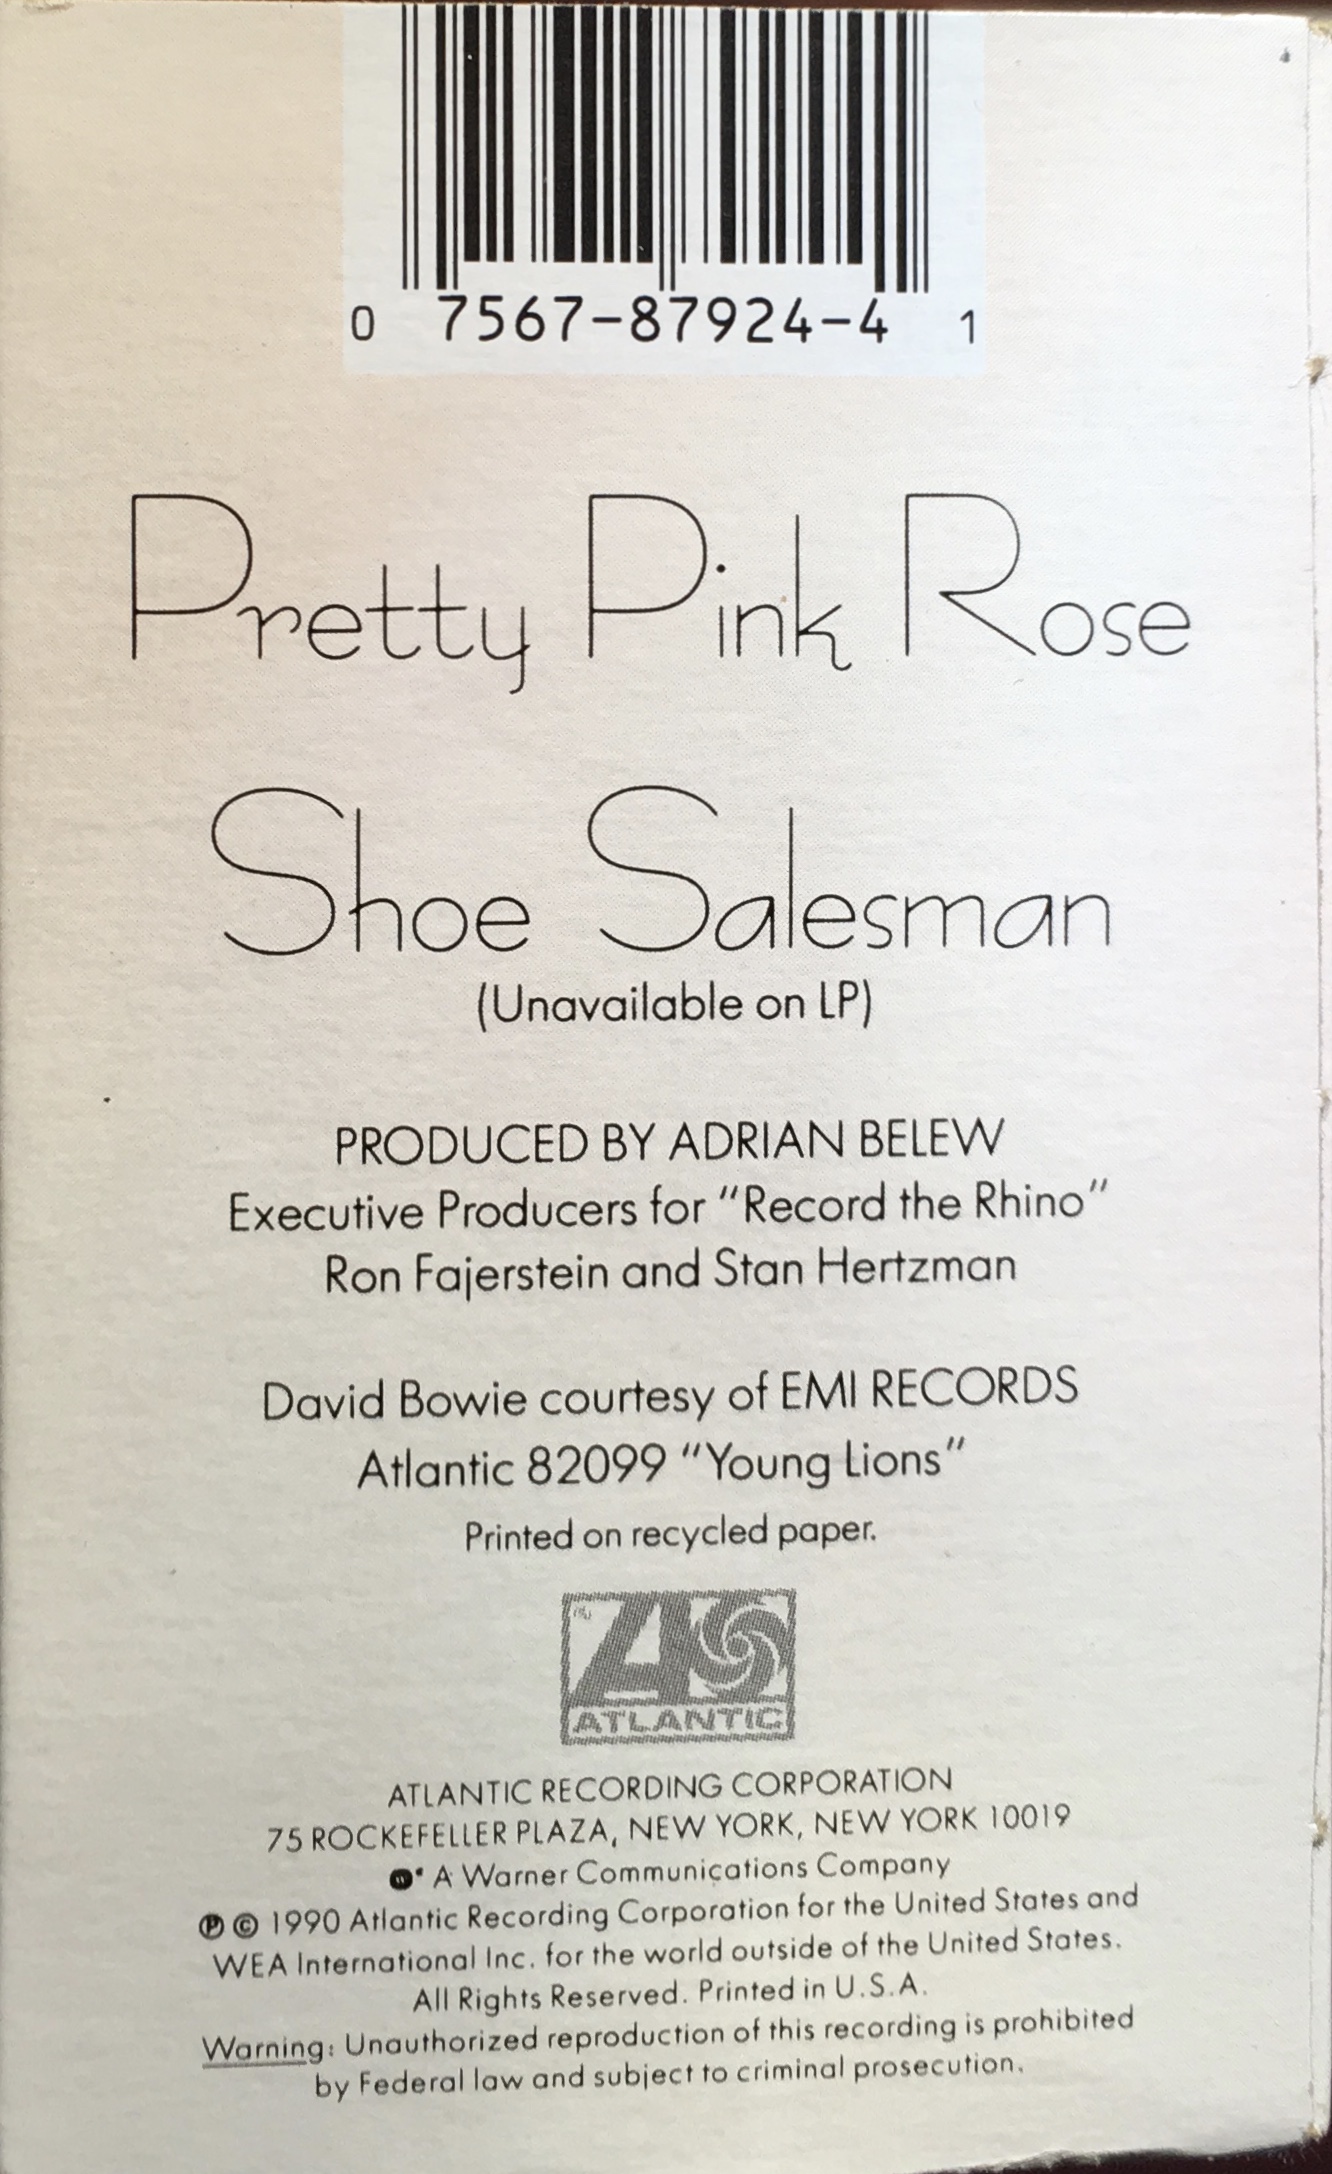 0 7567-87924-4 1
Pretty Pink Rose
Shoe Salesman
(Unavailable on LP)
PRODUCED BY ADRIAN BELEW
Executive Producers for "Record the Rhino"
Ron Fajerstein and Stan Hertzman
David Bowie courtesy of EMI RECORDS
Atlantic 82099 "Young Lions"
Printed on recycled paper.
ATLANTIC
ATLANTIC RECORDING CORPORATION
75 ROCKEFELLER PLAZA, NEW YORK, NEW YORK 10019
A Warner Communications Company
℗ © 1990 Atlantic Recording Corporation for the United States and
WEA International Inc. for the world outside of the United States.
All Rights Reserved. Printed in U.S.A.
Warning: Unauthorized reproduction of this recording is prohibited
by Federal law and subject to criminal prosecution.